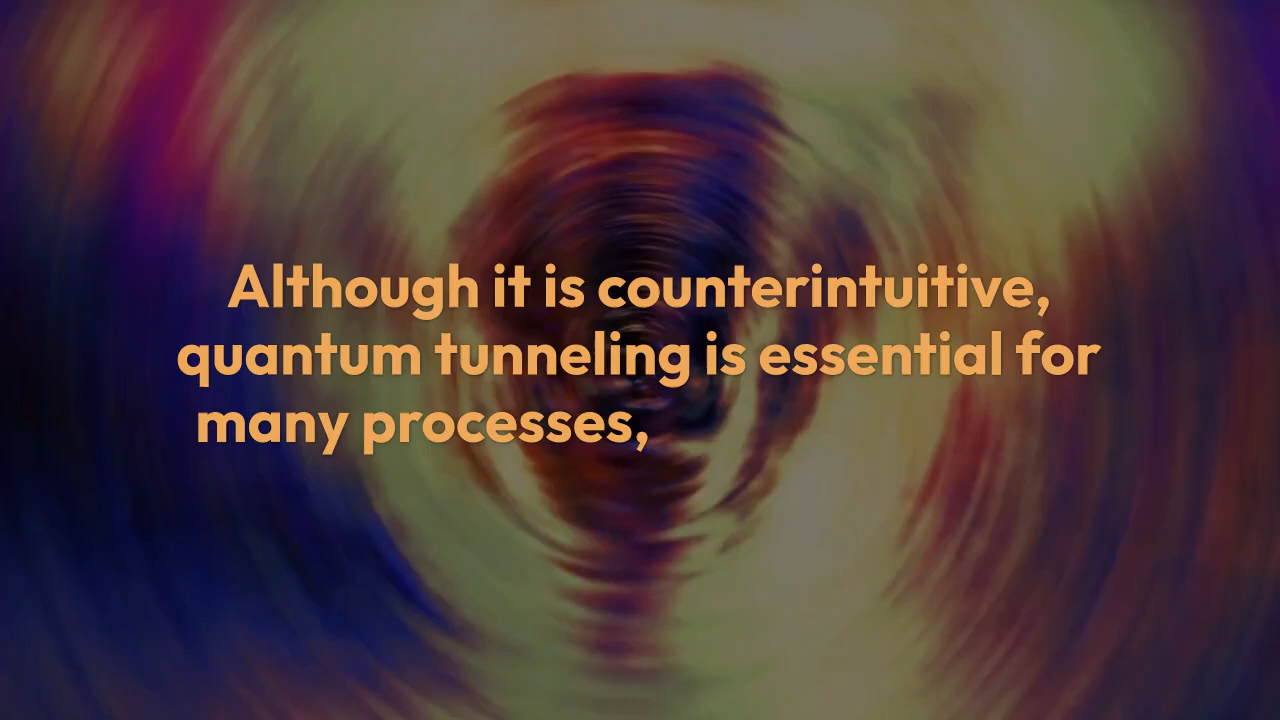 Although it is counterintuitive,
quantum tunneling is essential for
many processes,